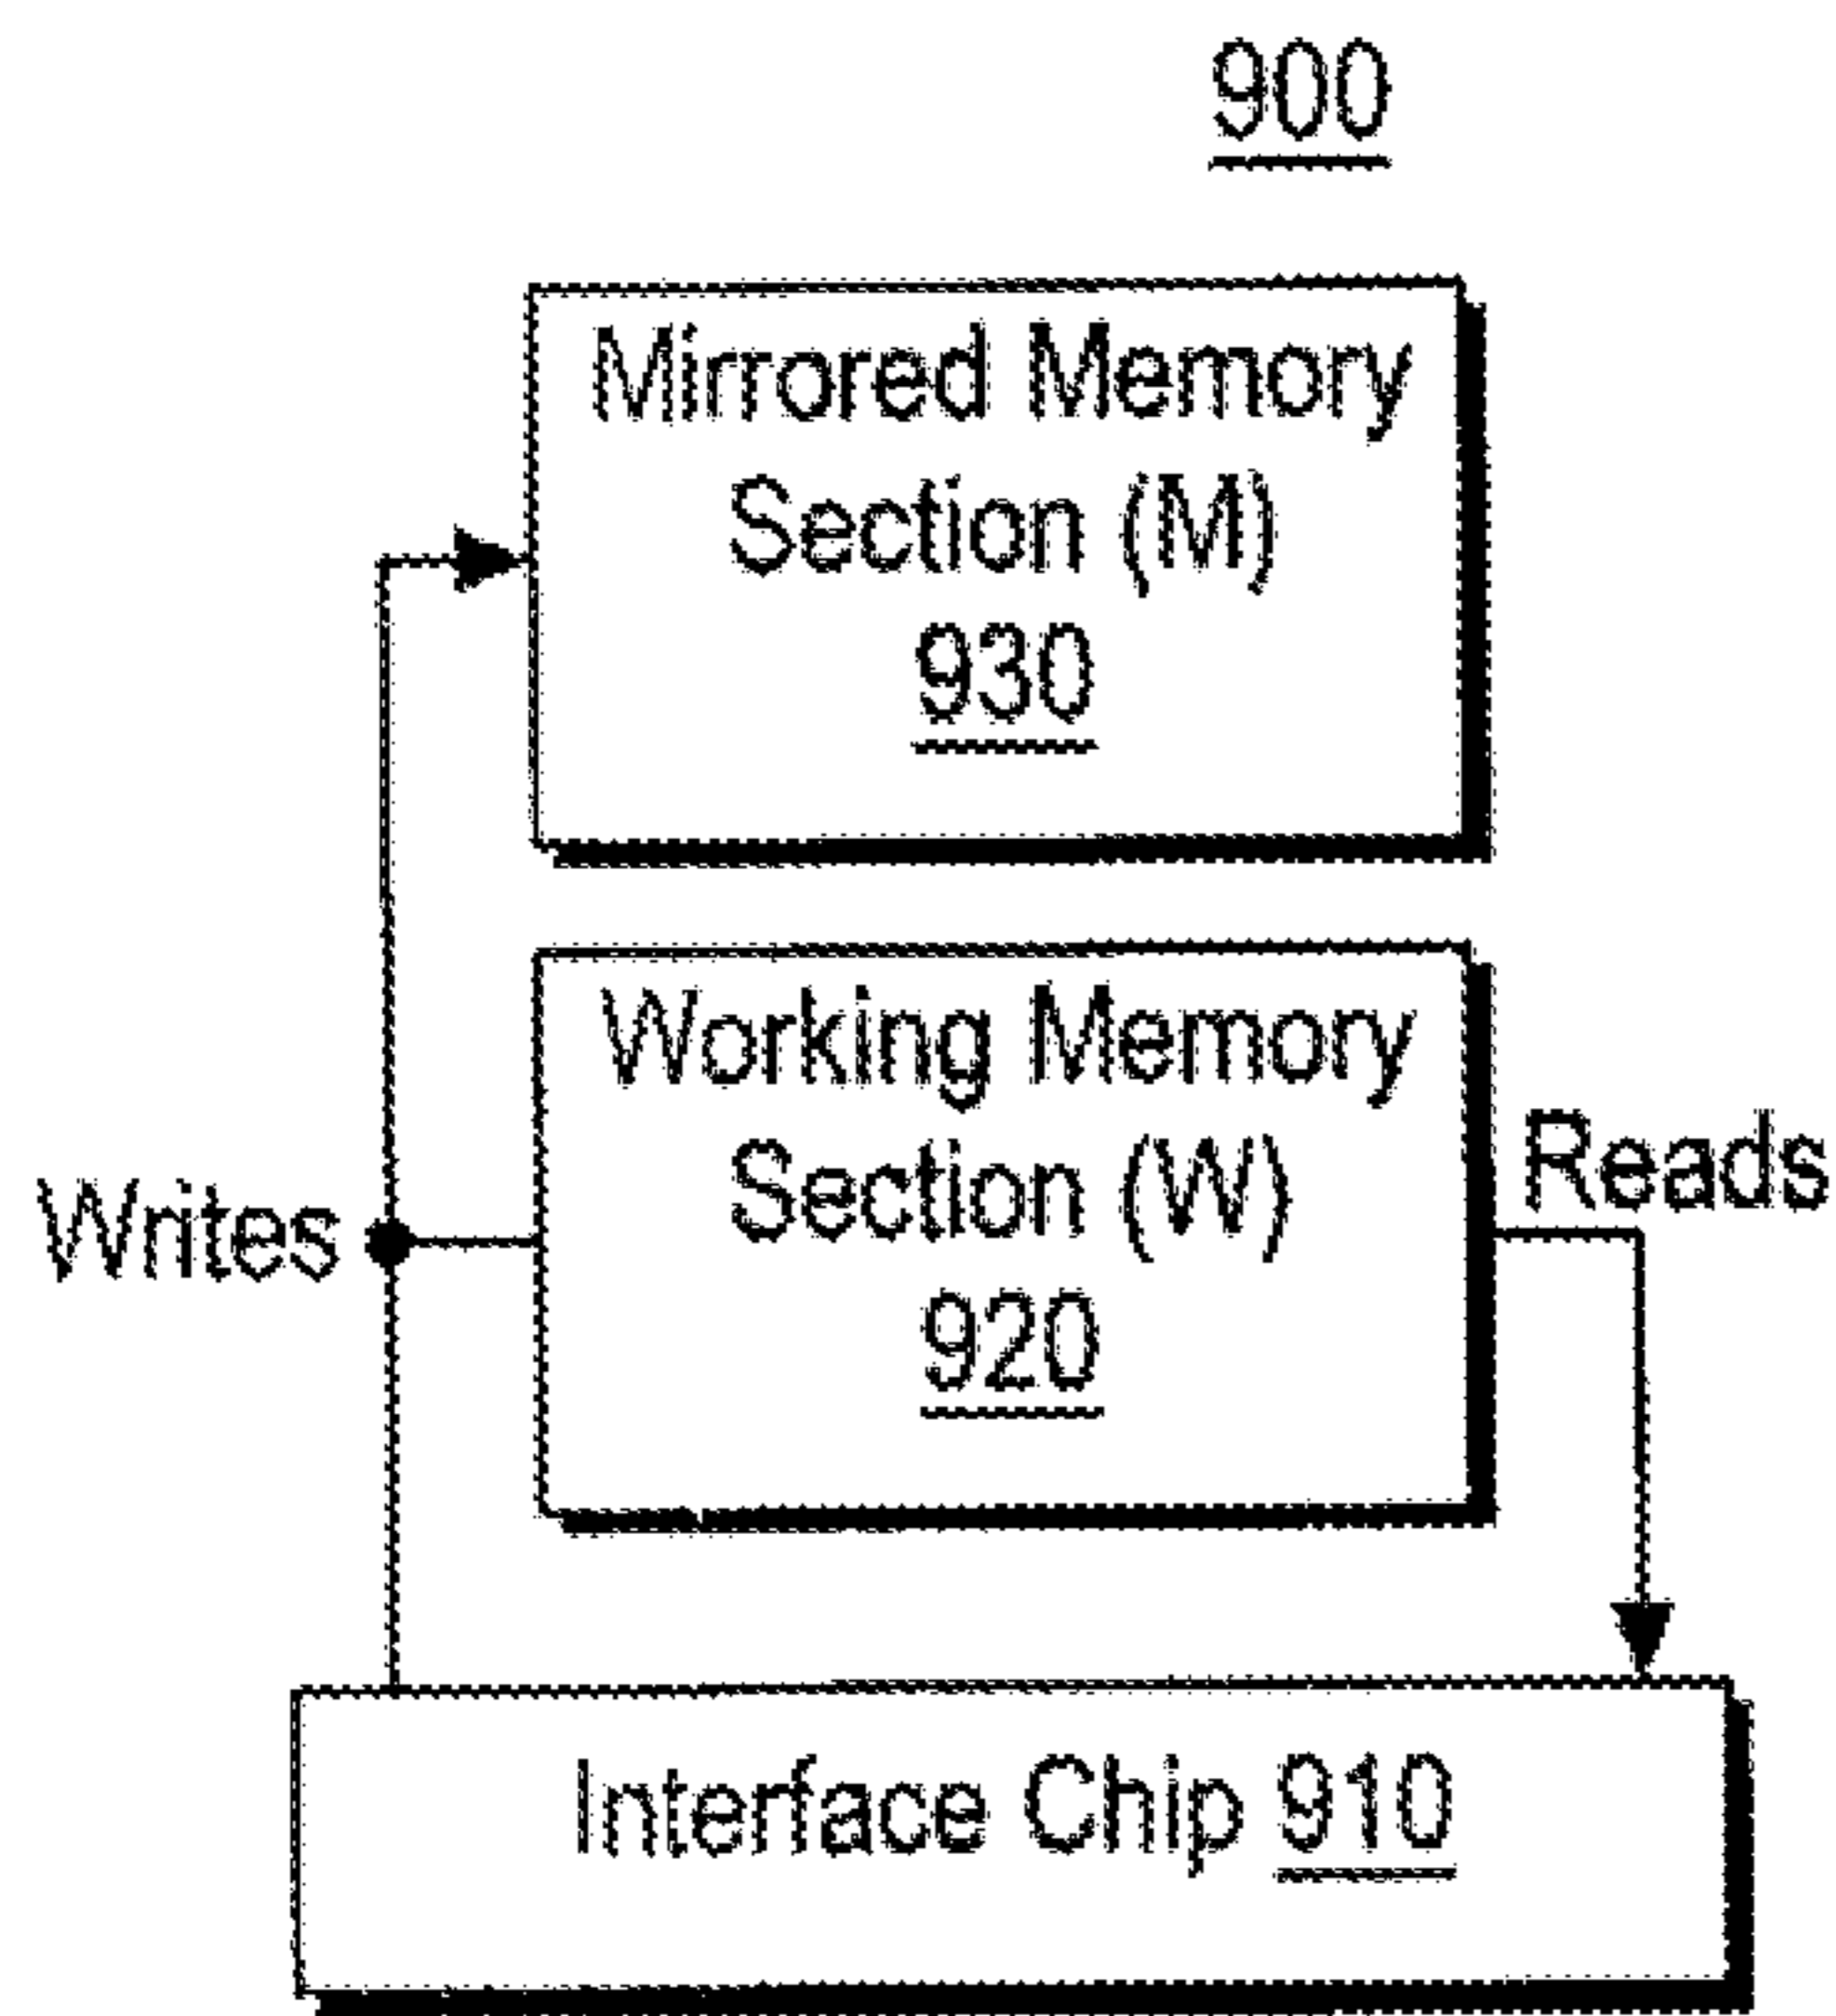 900
Mirrored Memory
Section (M)
930
Working Memory
Section (W)
920
Reads
Writes
Interface Chip 910